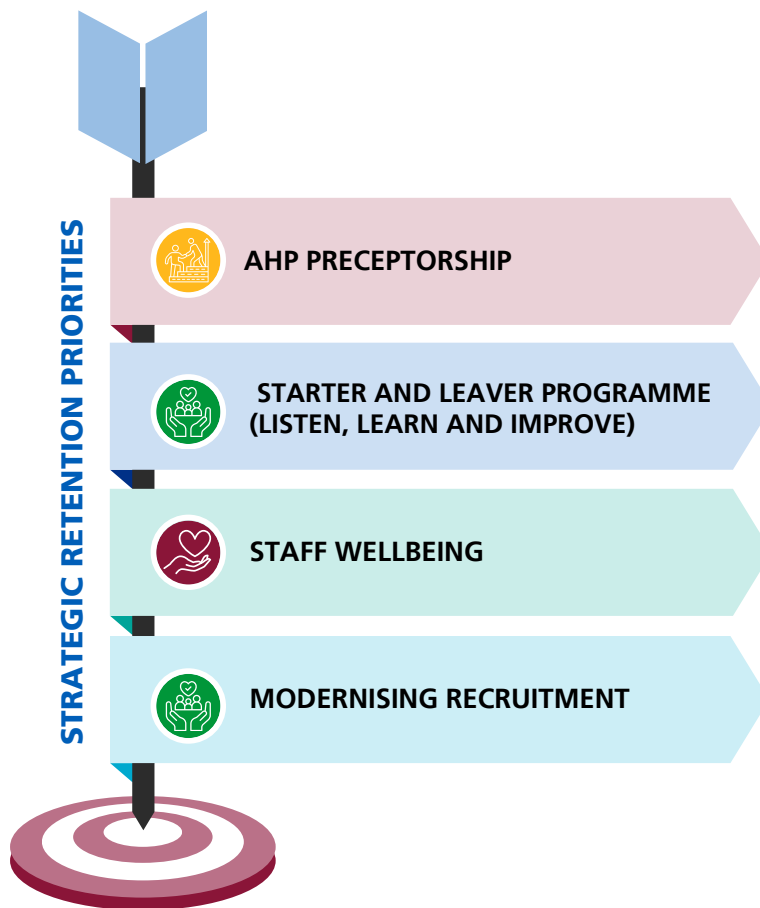 STRATEGIC RETENTION PRIORITIES
AHP PRECEPTORSHIP
STARTER AND LEAVER PROGRAMME
(LISTEN, LEARN AND IMPROVE)
STAFF WELLBEING
MODERNISING RECRUITMENT